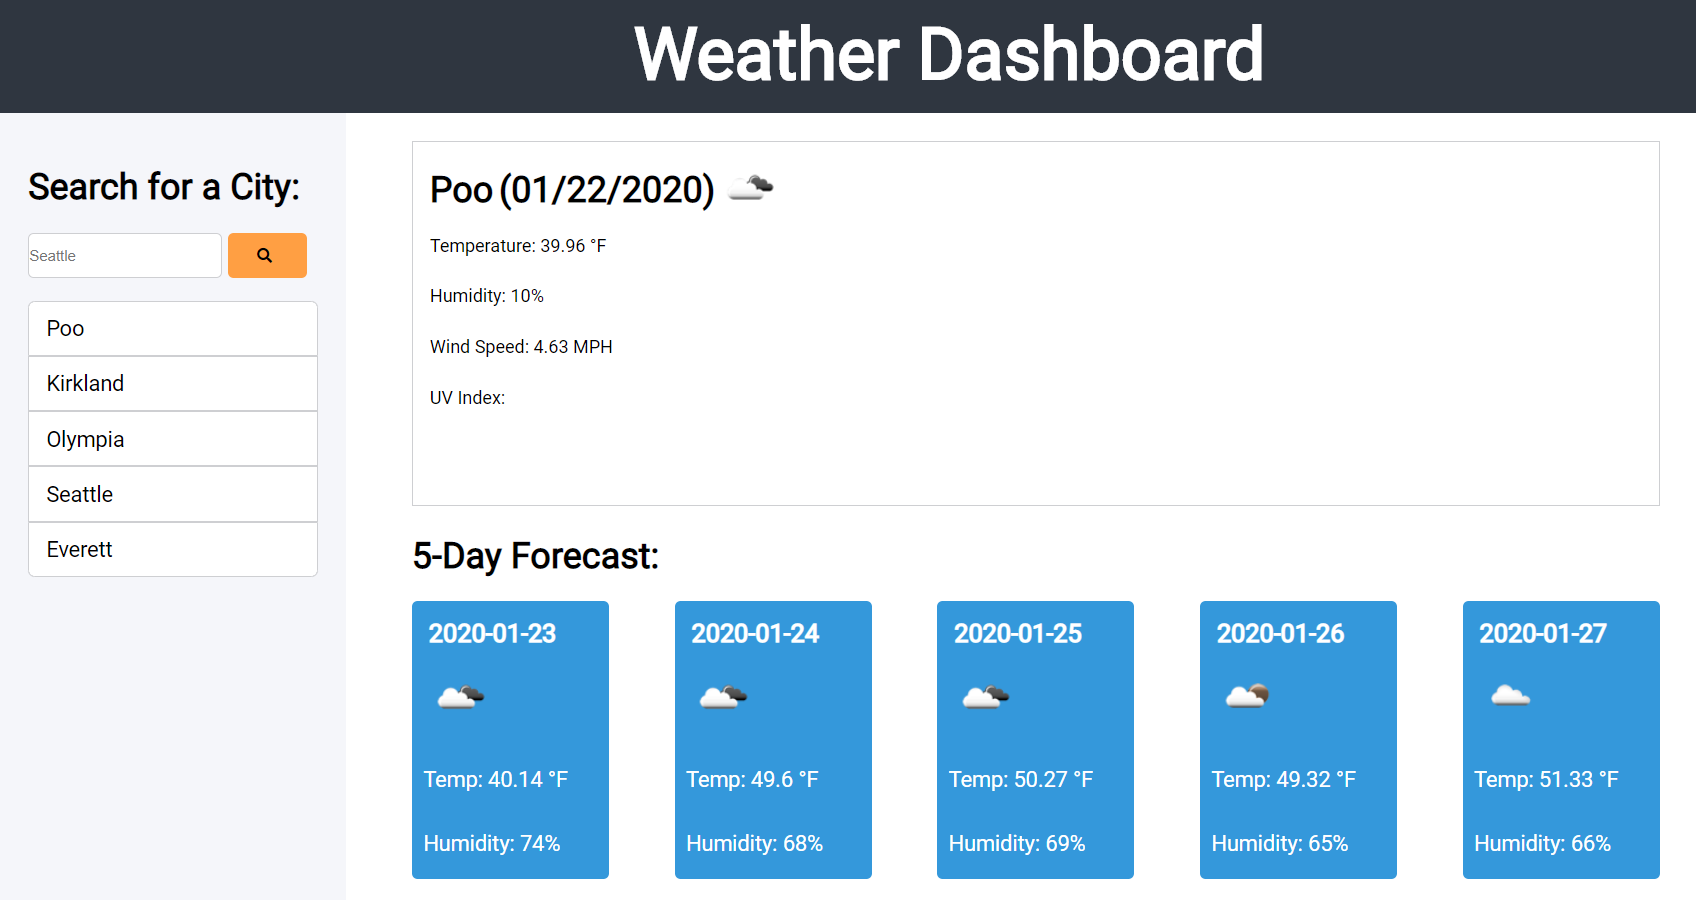 Weather Dashboard
Search for a City:
Seattle
Poo
Kirkland
Olympia
Seattle
Everett
Poo (01/22/2020)
Temperature: 39.96 °F
Humidity: 10%
Wind Speed: 4.63 MPH
UV Index:
5-Day Forecast:
2020-01-23
Temp: 40.14 °F
Humidity: 74%
2020-01-24
Temp: 49.6 °F
Humidity: 68%
2020-01-25
Temp: 50.27 °F
Humidity: 69%
2020-01-26
Temp: 49.32 °F
Humidity: 65%
2020-01-27
Temp: 51.33 °F
Humidity: 66%